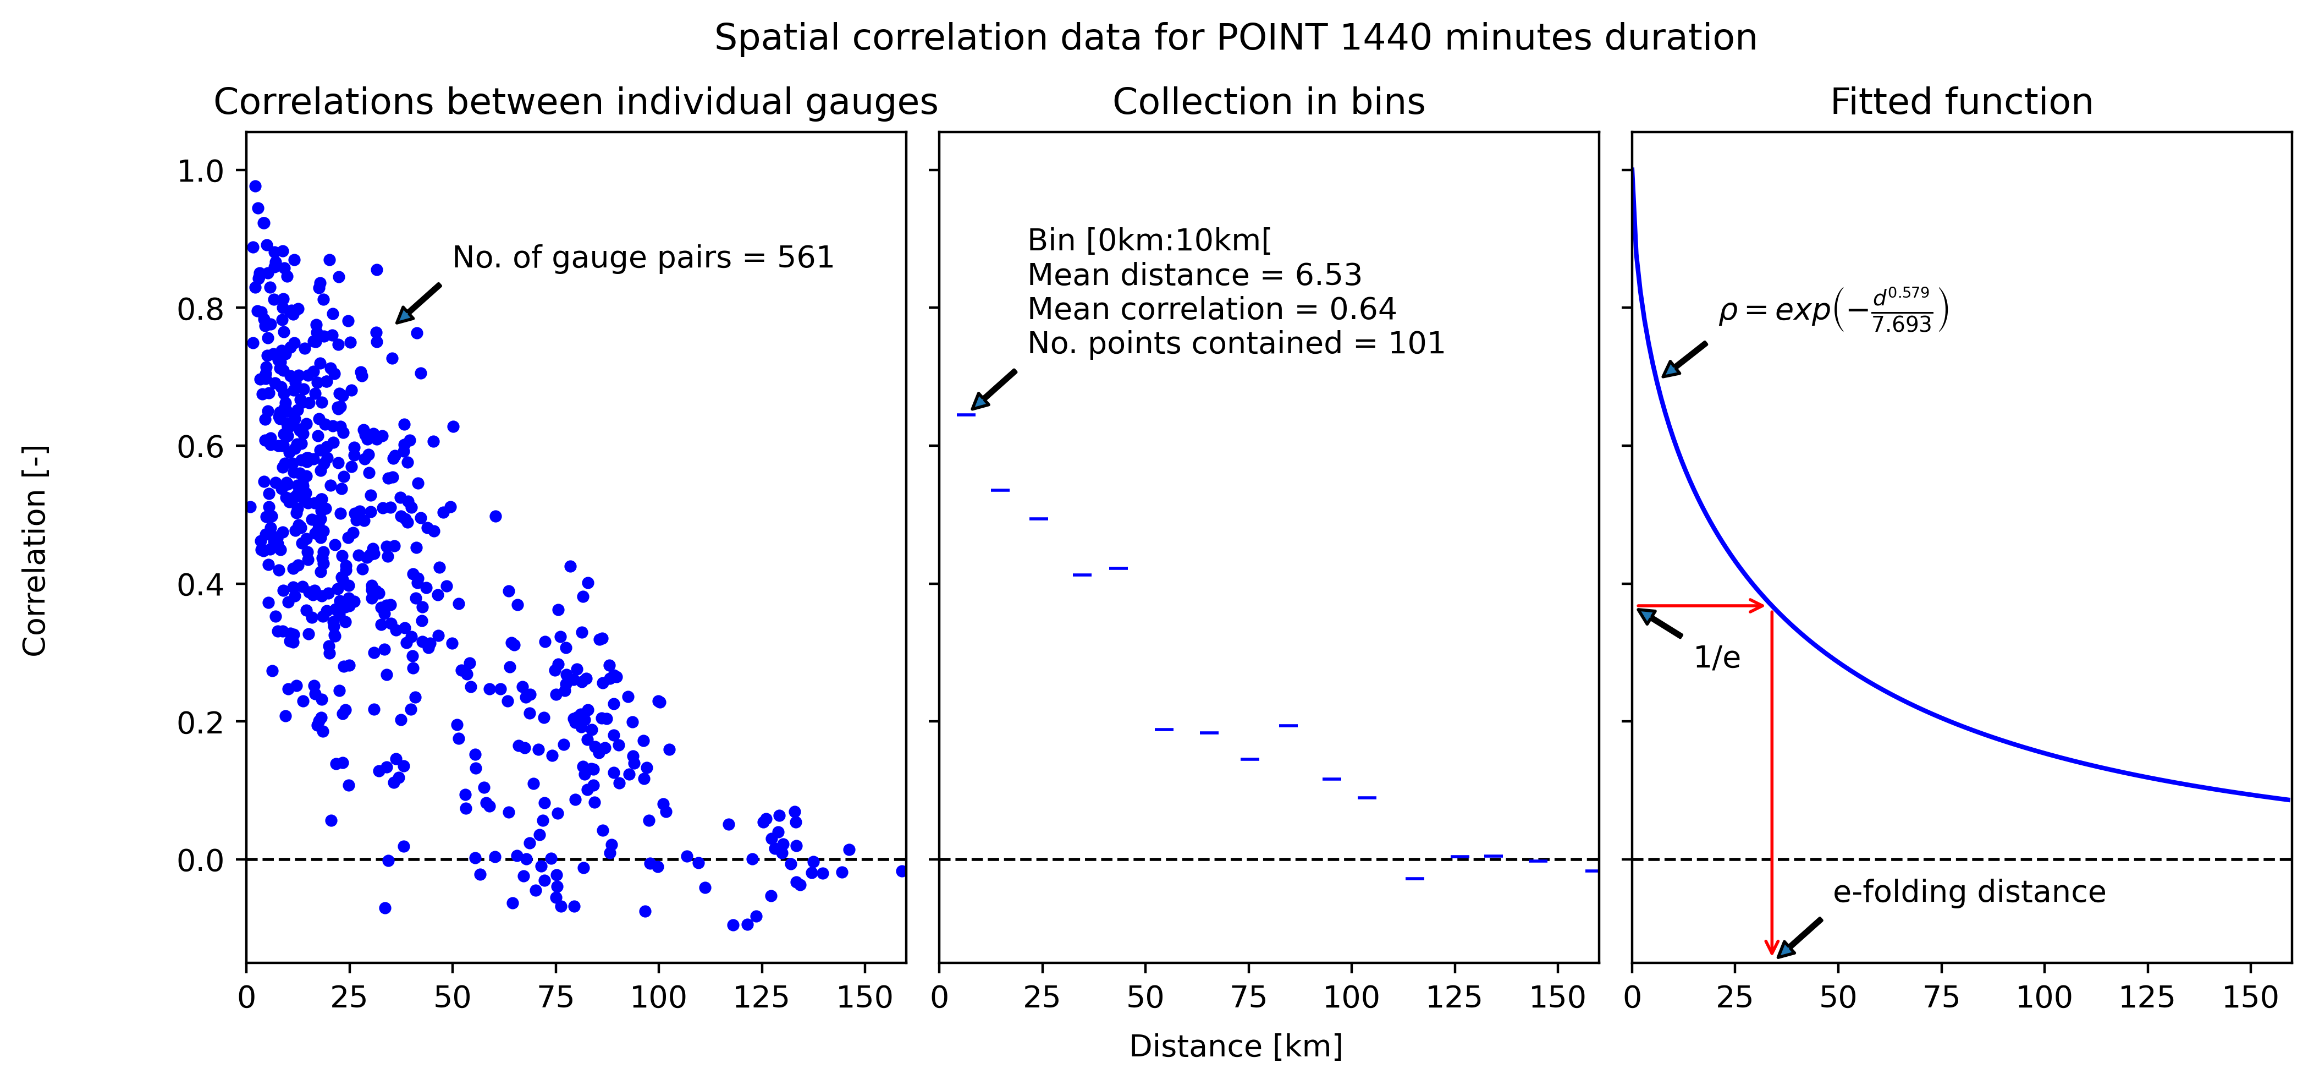 Spatial correlation data for POINT 1440 minutes duration
Correlations between individual gauges
Collection in bins
Fitted function
Correlation [-]
1.0
0.8
0.6
0.4
0.2
0.0
No. of gauge pairs = 561
0 25 50 75 100 125 150
Bin [0km:10km[
Mean distance = 6.53
Mean correlation = 0.64
No. points contained = 101
0 25 50 75 100 125 150
ρ = exp(−d^0.579/7.693)
1/e
e-folding distance
0 25 50 75 100 125 150
Distance [km]